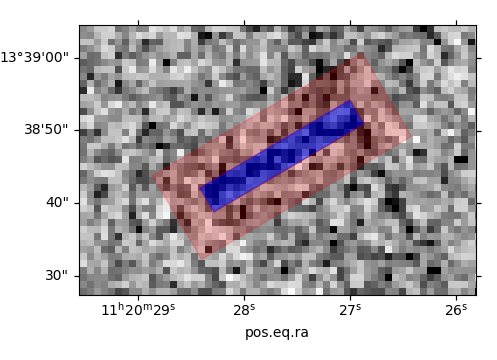 13°39'00"
38'50"
40"
30"
11ʰ20ᵐ29ˢ 28ˢ 27ˢ 26ˢ
pos.eq.ra